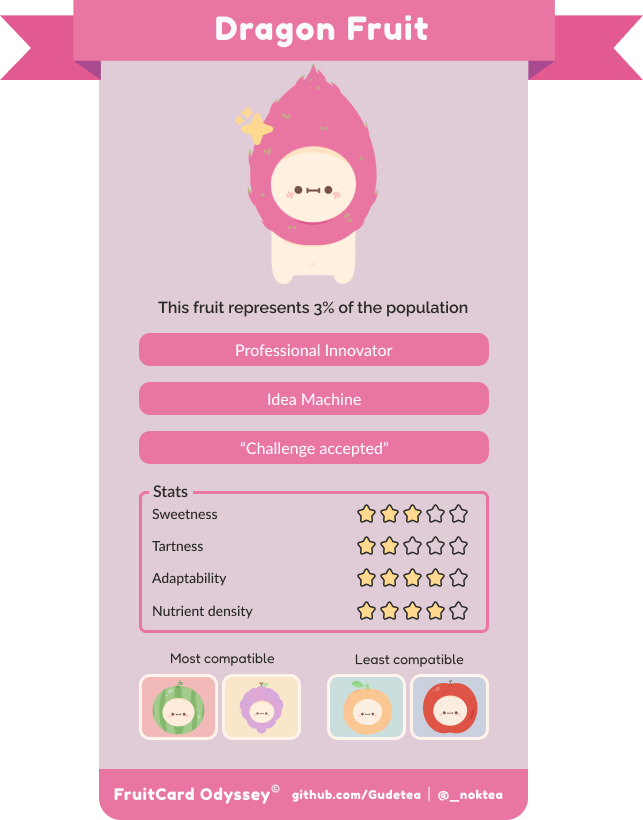 Dragon Fruit
This fruit represents 3% of the population
Professional Innovator
Idea Machine
“Challenge accepted”
Stats
Sweetness
Tartness
Adaptability
Nutrient density
Most compatible
Least compatible
FruitCard Odyssey© github.com/Gudetea | @_noktea